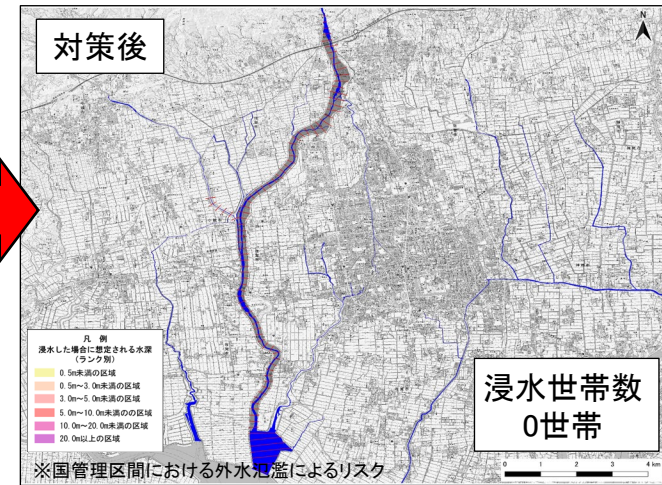 対策後
N
凡　例
浸水した場合に想定される水深
（ランク別）
0.5m未満の区域
0.5m～3.0m未満の区域
3.0m～5.0m未満の区域
5.0m～10.0m未満のの区域
10.0m～20.0m未満の区域
20.0m以上の区域
浸水世帯数
0世帯
※国管理区間における外水氾濫によるリスク
0 1 2 3 4 km